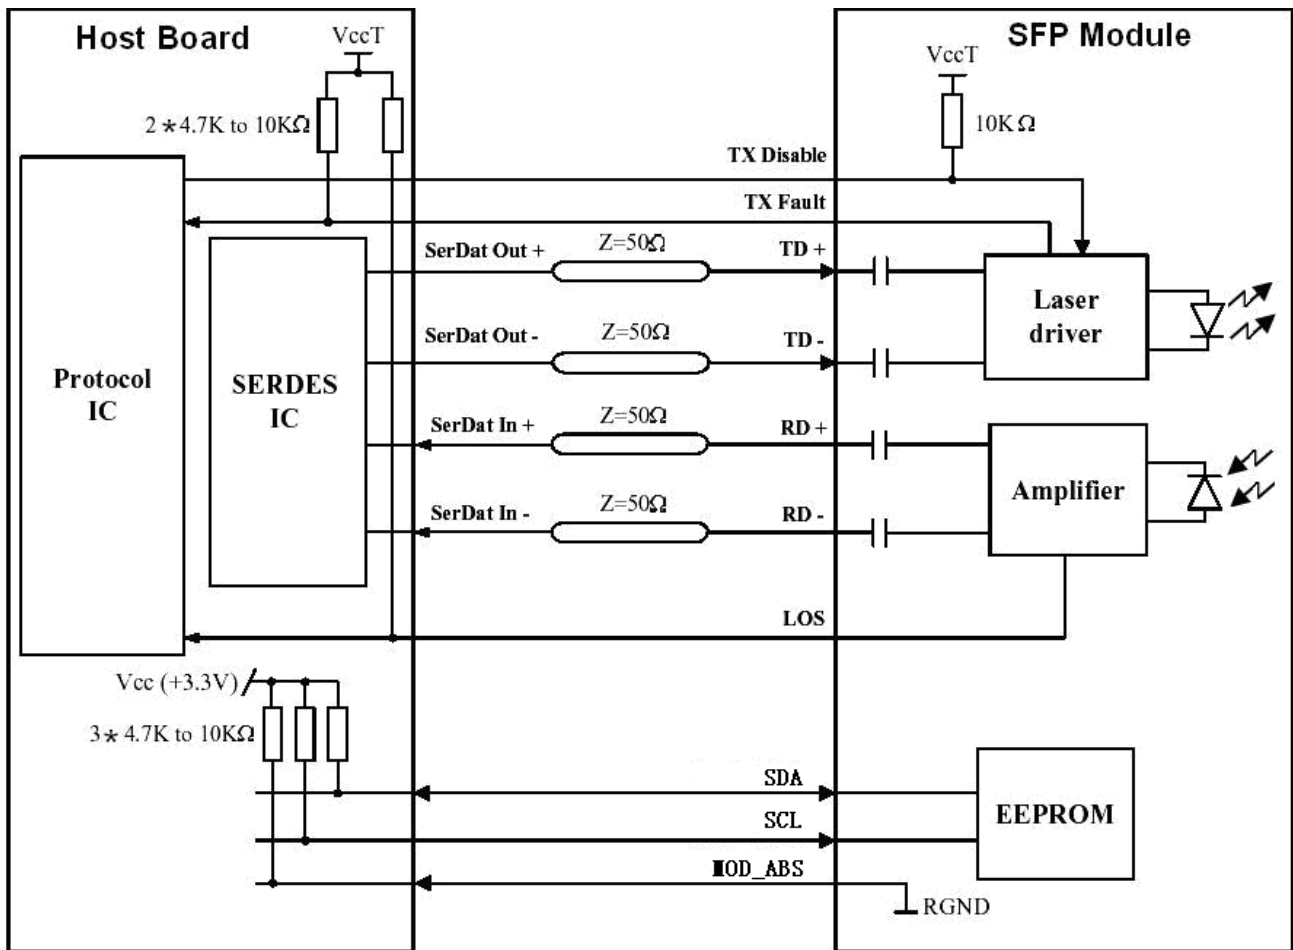 Host Board
SFP Module
VccT
VccT
2*4.7K to 10KΩ
10KΩ
TX Disable
TX Fault
SerDat Out +
Z=50Ω
TD +
Laser
driver
SerDat Out -
Z=50Ω
TD -
Protocol
IC
SERDES
IC
SerDat In +
Z=50Ω
RD +
Amplifier
SerDat In -
Z=50Ω
RD -
LOS
Vcc (+3.3V)
3* 4.7K to 10KΩ
SDA
SCL
EEPROM
MOD_ABS
RGND